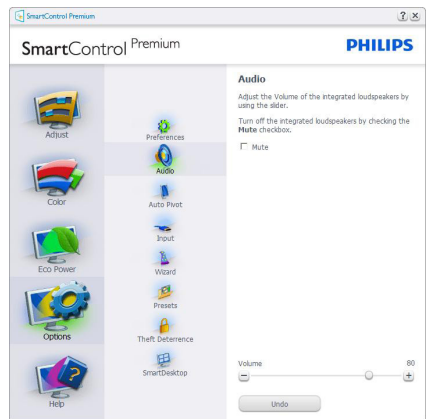 SmartControl Premium
? ×
SmartControl Premium
PHILIPS
Adjust
Color
Eco Power
Options
Help
Preferences
Audio
Auto Pivot
Input
Wizard
Presets
Theft Deterrence
SmartDesktop
Audio
Adjust the Volume of the integrated loudspeakers by
using the slider.
Turn off the integrated loudspeakers by checking the
Mute checkbox.
Mute
Volume 80
Undo